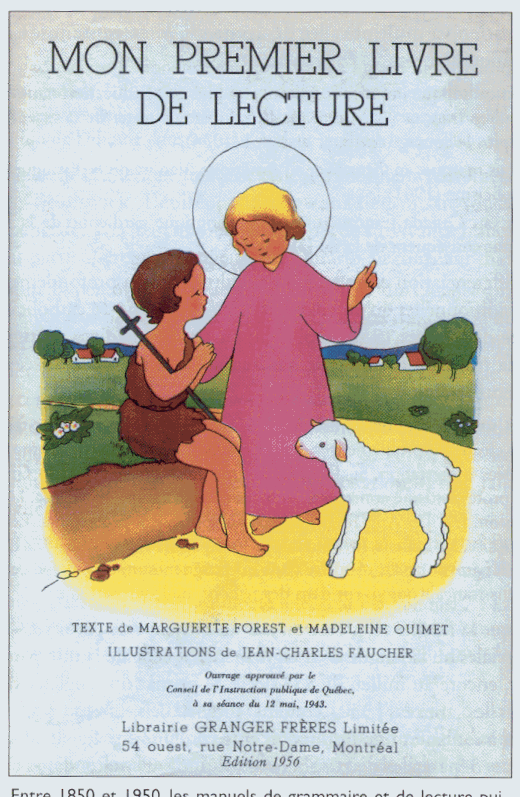 MON PREMIER LIVRE
DE LECTURE
TEXTE de MARGUERITE FOREST et MADELEINE OUIMET
ILLUSTRATIONS de JEAN-CHARLES FAUCHER
Ouvrage approuvé par le
Conseil de l'Instruction publique de Québec,
à sa séance du 12 mai, 1943.
Librairie GRANGER FRÈRES Limitée
54 ouest, rue Notre-Dame, Montréal
Edition 1956
Entre 1850 et 1950, les manuels de grammaire et de lecture pui-